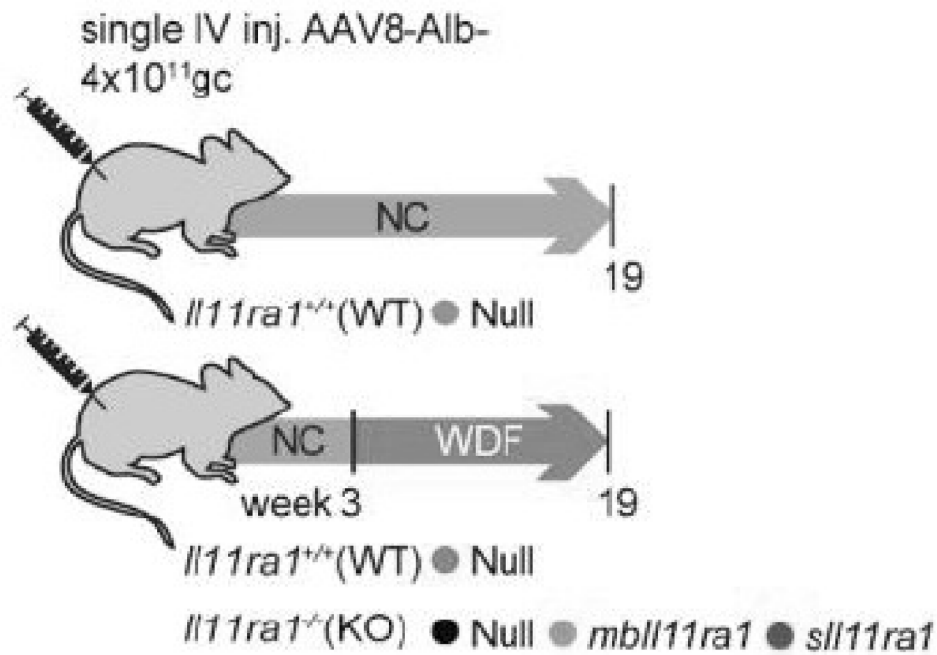 single IV inj. AAV8-Alb-
4x10¹¹gc
NC
19
Il11ra1⁺/⁺(WT) Null
NC WDF
week 3 19
Il11ra1⁺/⁺(WT) Null
Il11ra1⁻/⁻(KO) Null mbIl11ra1 sIl11ra1